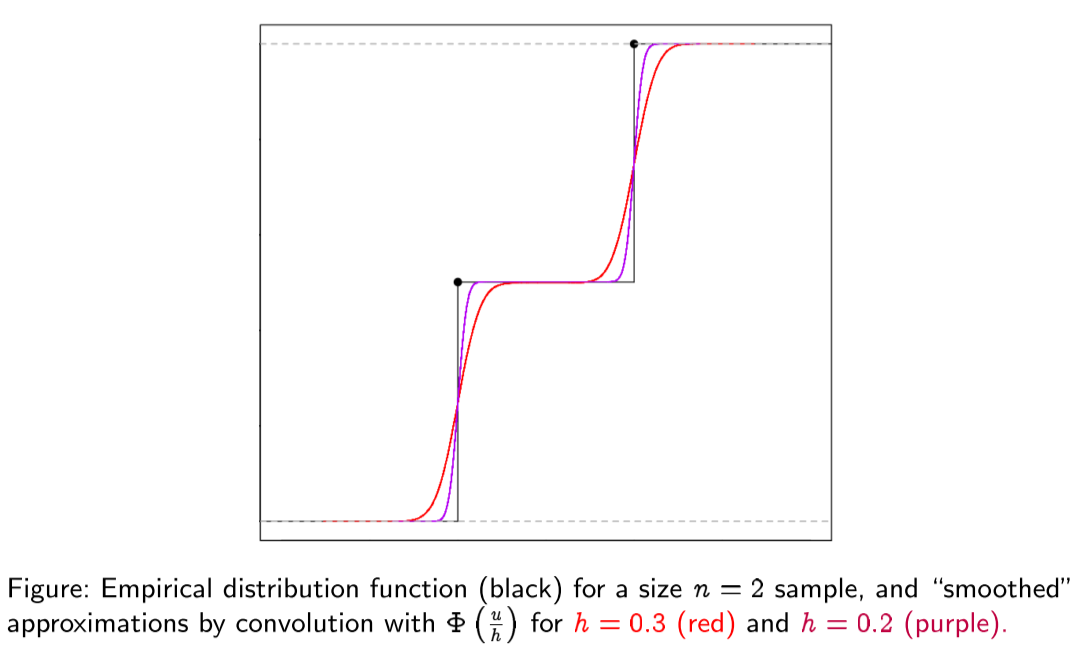 Figure: Empirical distribution function (black) for a size n = 2 sample, and “smoothed”
approximations by convolution with Φ (u/h) for h = 0.3 (red) and h = 0.2 (purple).